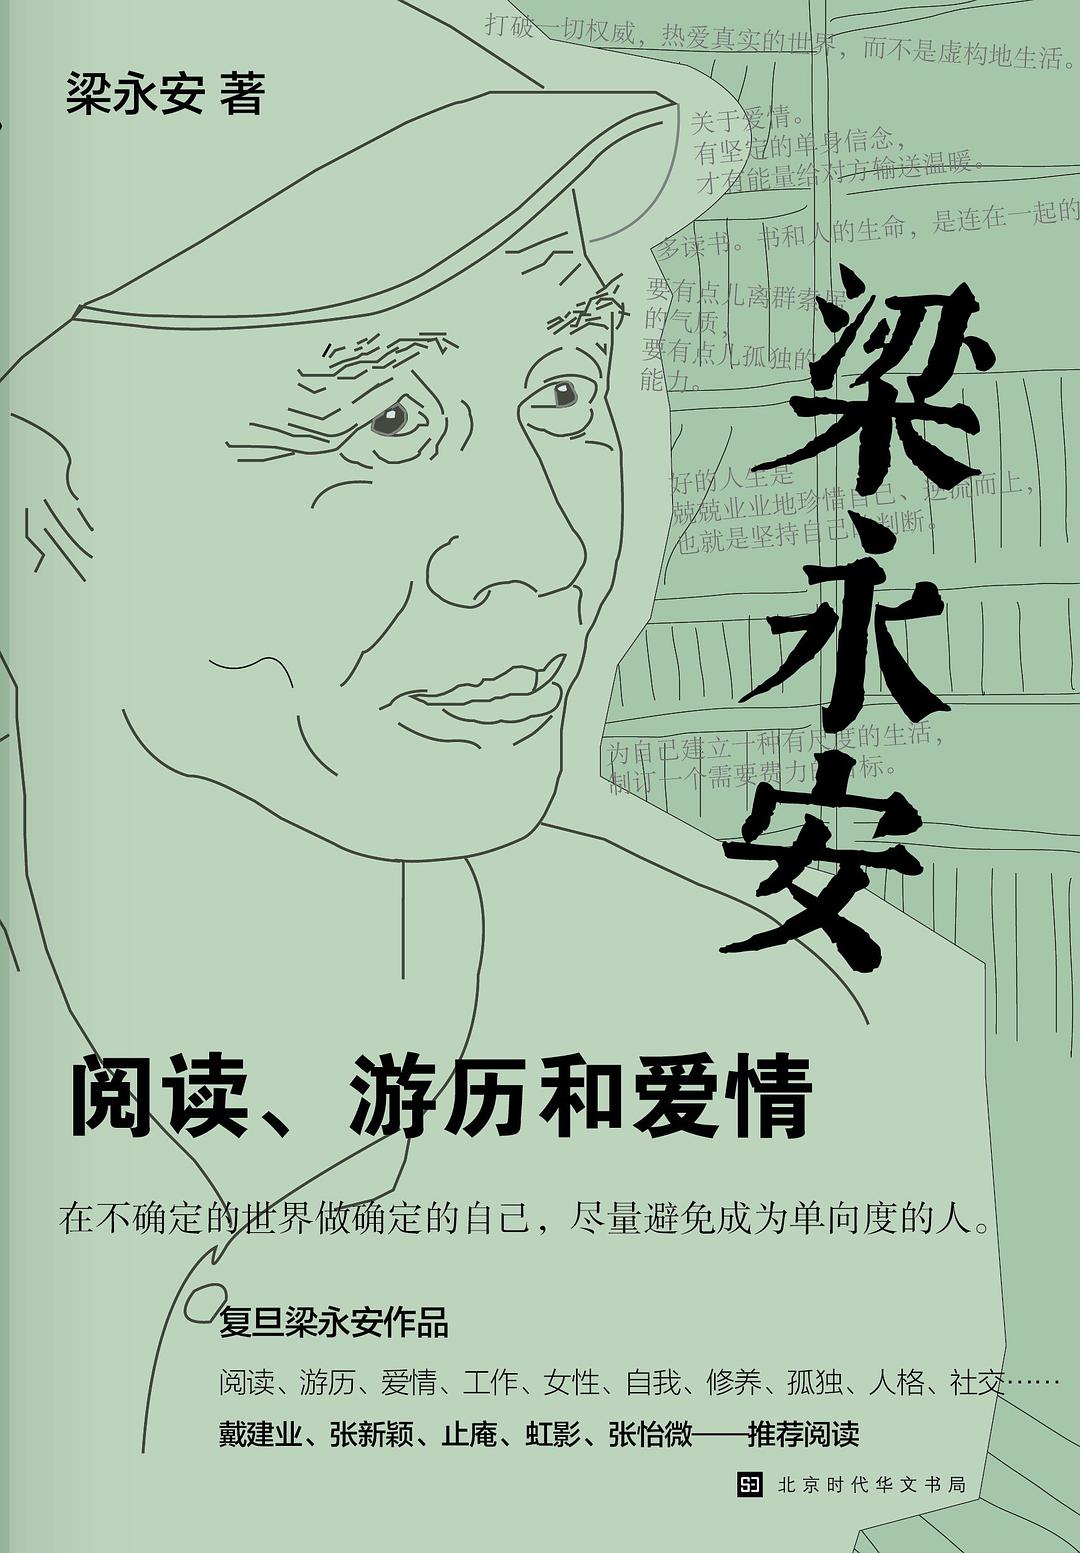 打破一切权威，热爱真实的世界，而不是虚构地生活。
梁永安 著
关于爱情。
有坚定的单身信念，
才有能量给对方输送温暖。
多读书。书和人的生命，是连在一起的
要有点儿离群索居
的气质，
要有点儿孤独的
能力。
梁永安
好的人生是
兢兢业业地珍惜自己、逆流而上，
也就是坚持自己的判断。
为自己建立一种有尺度的生活，
制订一个需要费力的目标。
阅读、游历和爱情
在不确定的世界做确定的自己，尽量避免成为单向度的人。
复旦梁永安作品
阅读、游历、爱情、工作、女性、自我、修养、孤独、人格、社交……
戴建业、张新颖、止庵、虹影、张怡微——推荐阅读
北京时代华文书局